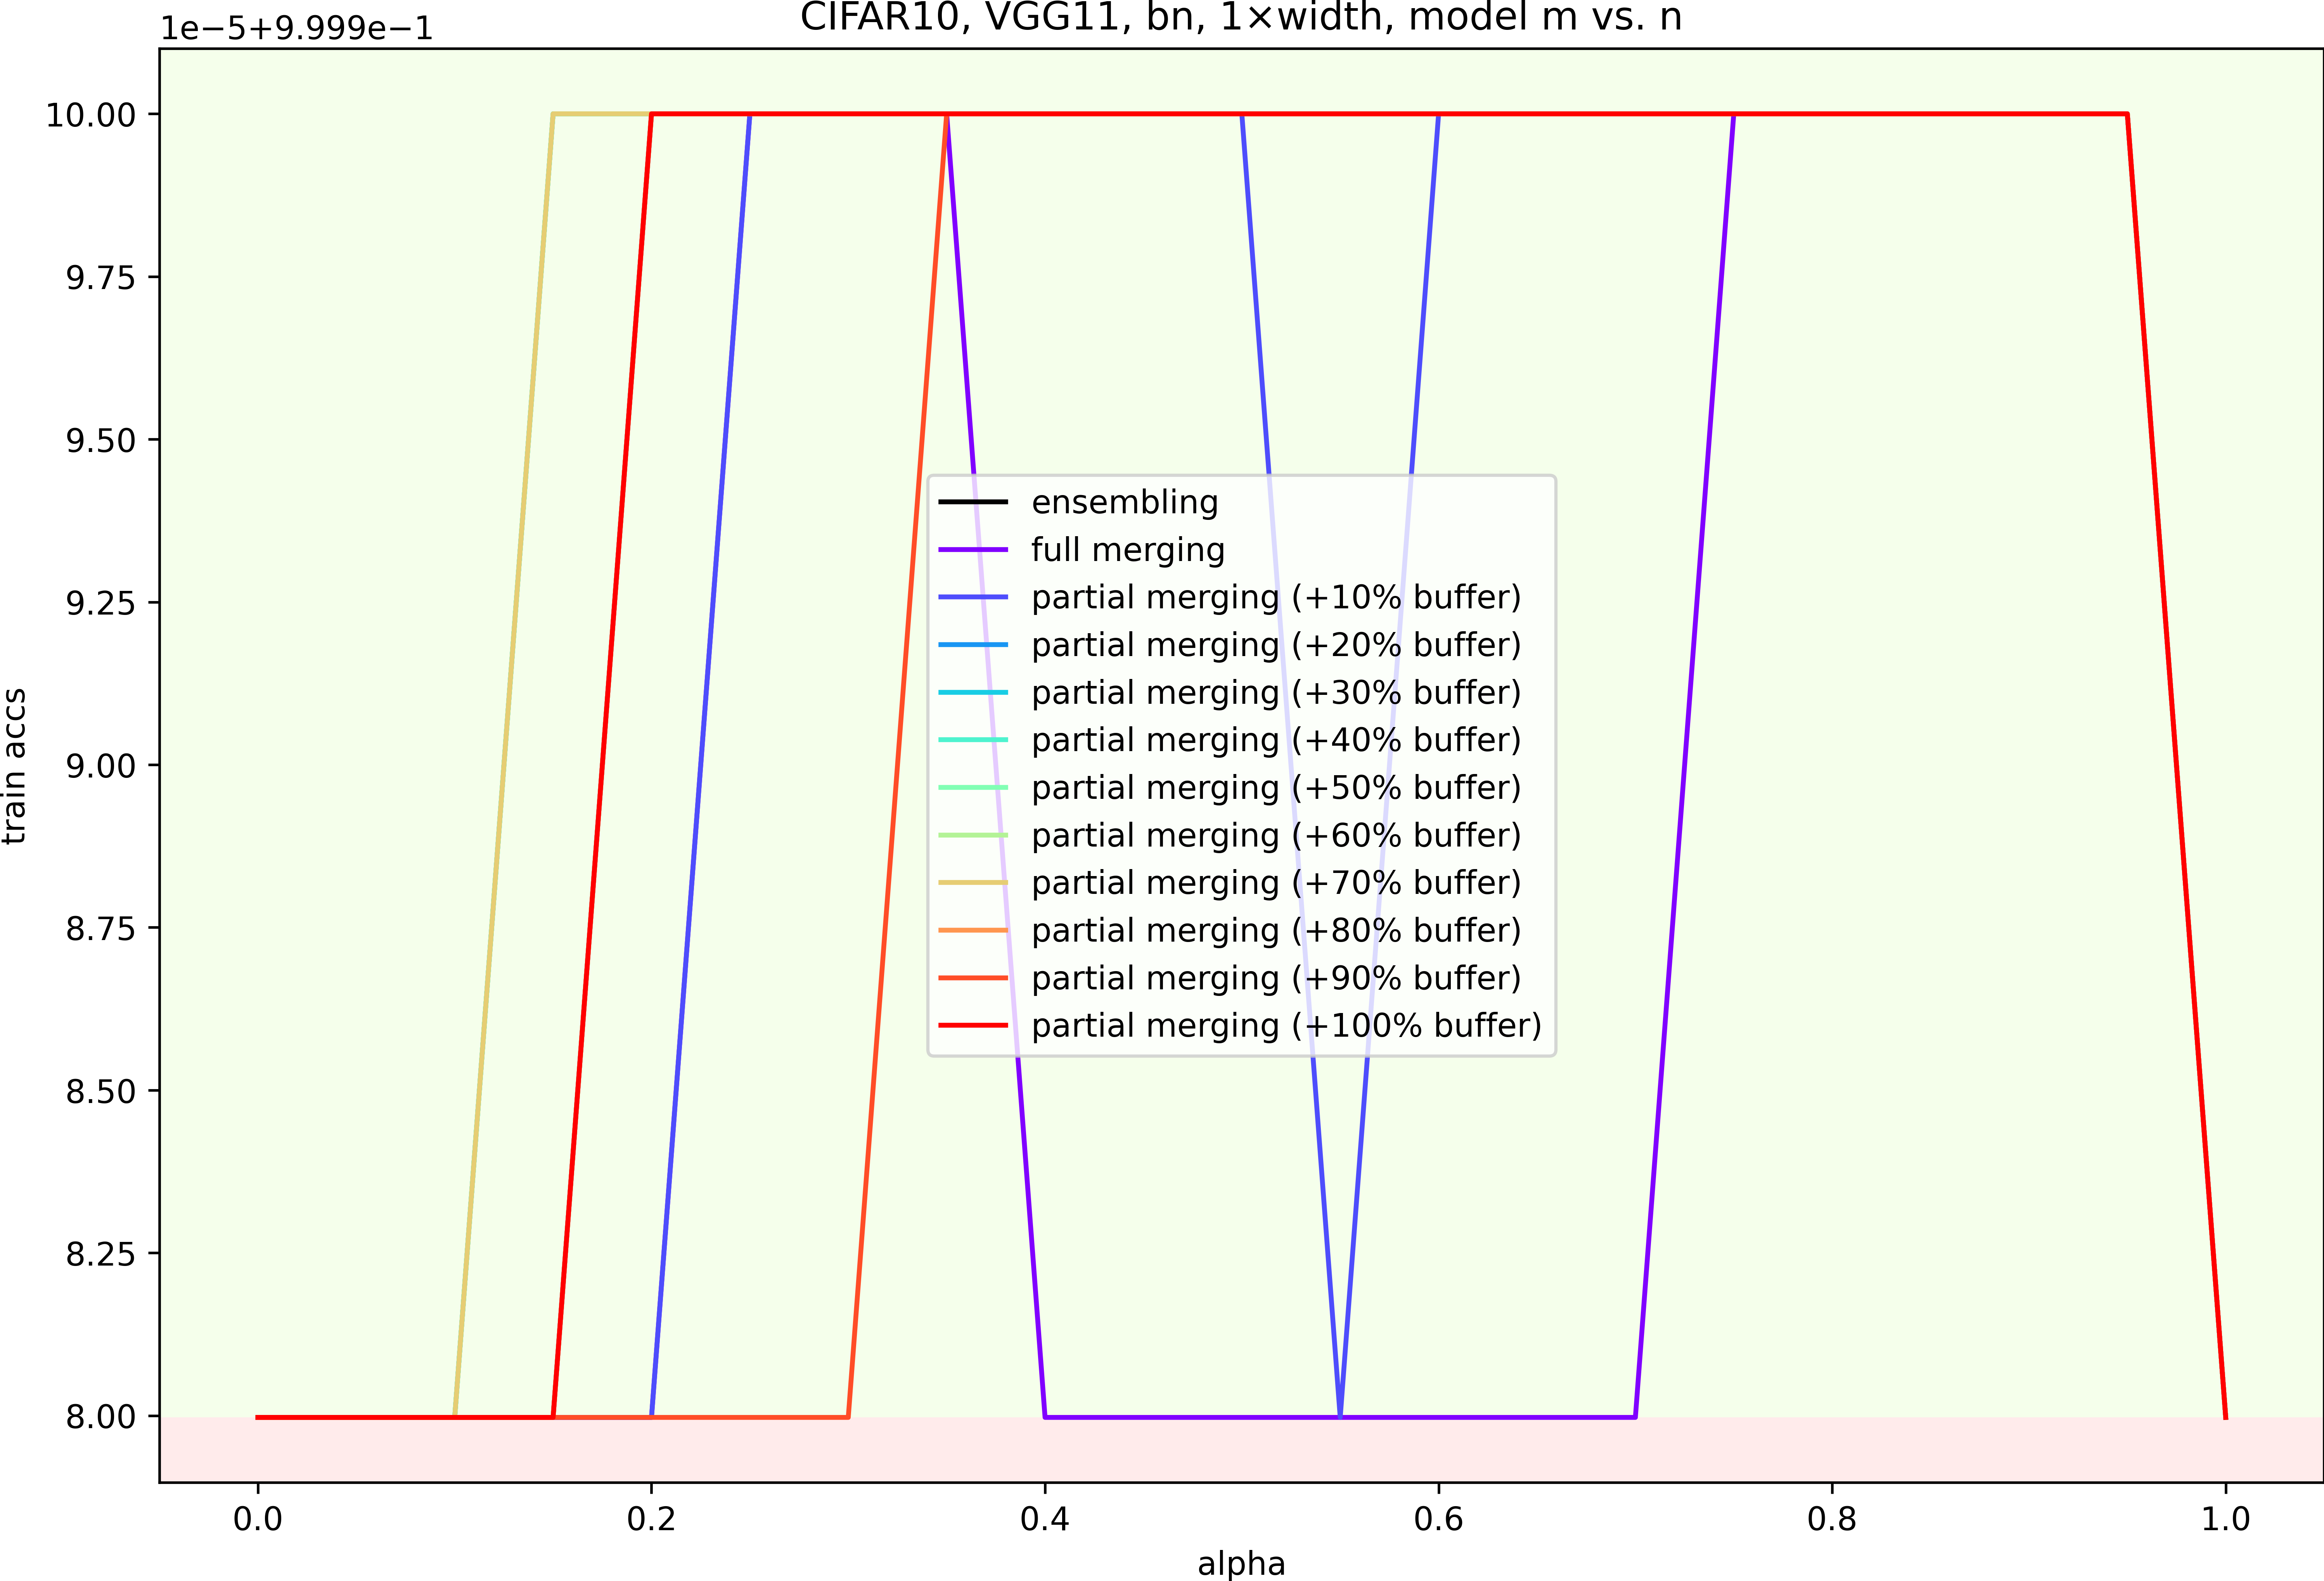 CIFAR10, VGG11, bn, 1×width, model m vs. n
1e−5+9.999e−1
10.00
9.75
9.50
9.25
9.00
8.75
8.50
8.25
8.00
train accs
ensembling
full merging
partial merging (+10% buffer)
partial merging (+20% buffer)
partial merging (+30% buffer)
partial merging (+40% buffer)
partial merging (+50% buffer)
partial merging (+60% buffer)
partial merging (+70% buffer)
partial merging (+80% buffer)
partial merging (+90% buffer)
partial merging (+100% buffer)
0.0 0.2 0.4 0.6 0.8 1.0
alpha